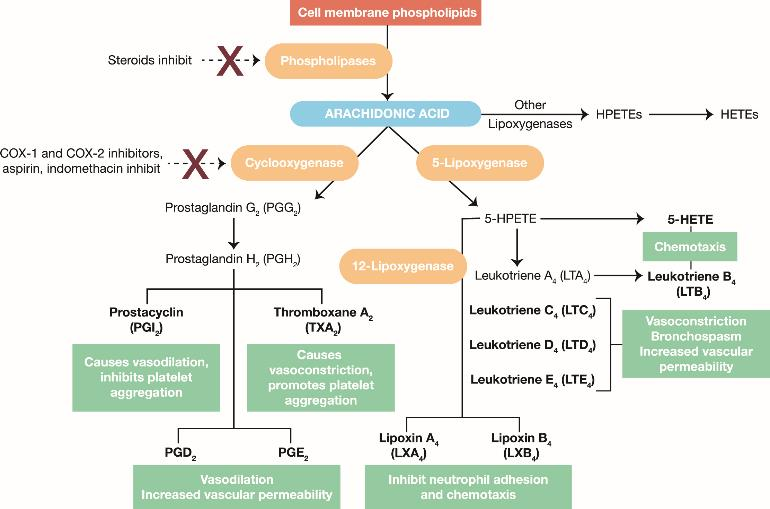 Cell membrane phospholipids
Steroids inhibit
Phospholipases
ARACHIDONIC ACID
Other
Lipoxygenases
HPETEs
HETEs
COX-1 and COX-2 inhibitors,
aspirin, indomethacin inhibit
Cyclooxygenase
5-Lipoxygenase
Prostaglandin G₂ (PGG₂)
5-HPETE
5-HETE
Chemotaxis
Prostaglandin H₂ (PGH₂)
12-Lipoxygenase
Leukotriene A₄ (LTA₄)
Leukotriene B₄
(LTB₄)
Prostacyclin
(PGI₂)
Thromboxane A₂
(TXA₂)
Leukotriene C₄ (LTC₄)
Leukotriene D₄ (LTD₄)
Leukotriene E₄ (LTE₄)
Vasoconstriction
Bronchospasm
Increased vascular
permeability
Causes vasodilation,
inhibits platelet
aggregation
Causes
vasoconstriction,
promotes platelet
aggregation
PGD₂
PGE₂
Vasodilation
Increased vascular permeability
Lipoxin A₄
(LXA₄)
Lipoxin B₄
(LXB₄)
Inhibit neutrophil adhesion
and chemotaxis